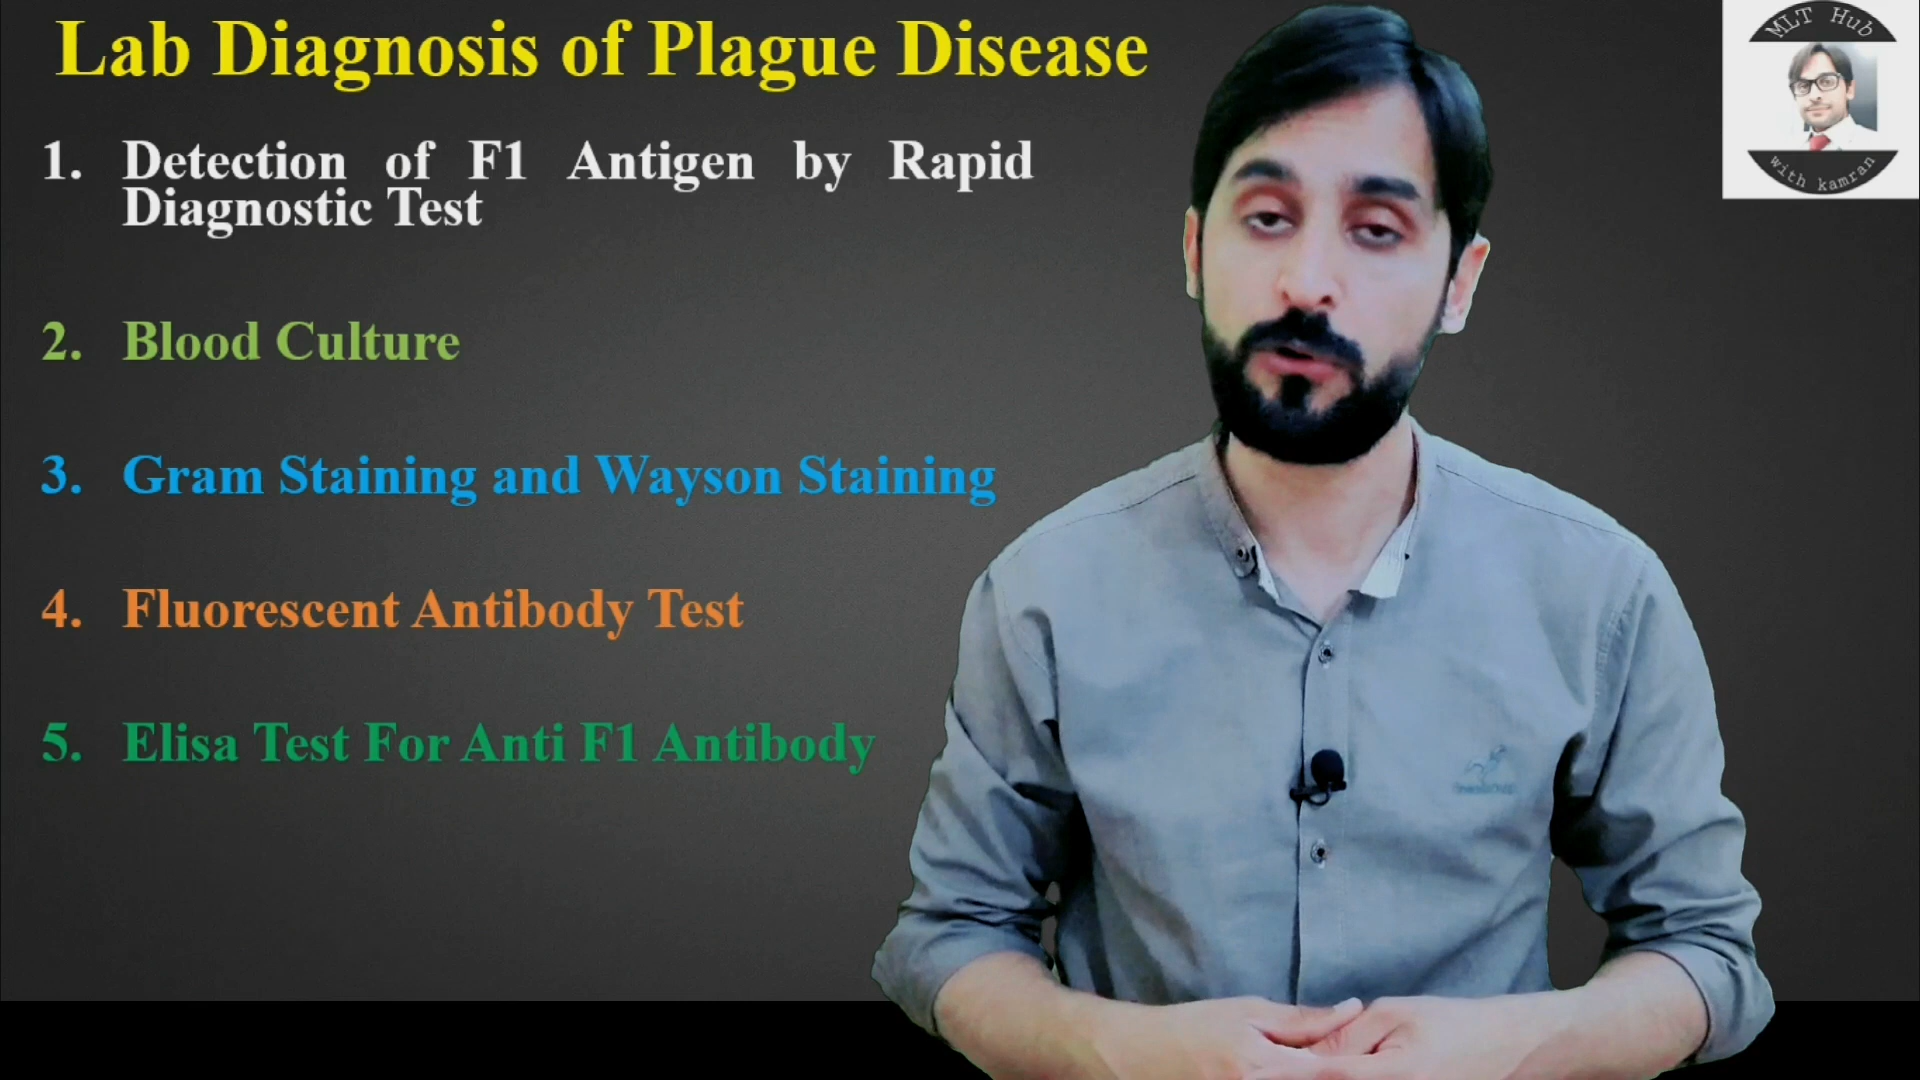 Lab Diagnosis of Plague Disease
1. Detection of F1 Antigen by Rapid
Diagnostic Test
2. Blood Culture
3. Gram Staining and Wayson Staining
4. Fluorescent Antibody Test
5. Elisa Test For Anti F1 Antibody
MLT Hub
with kamran